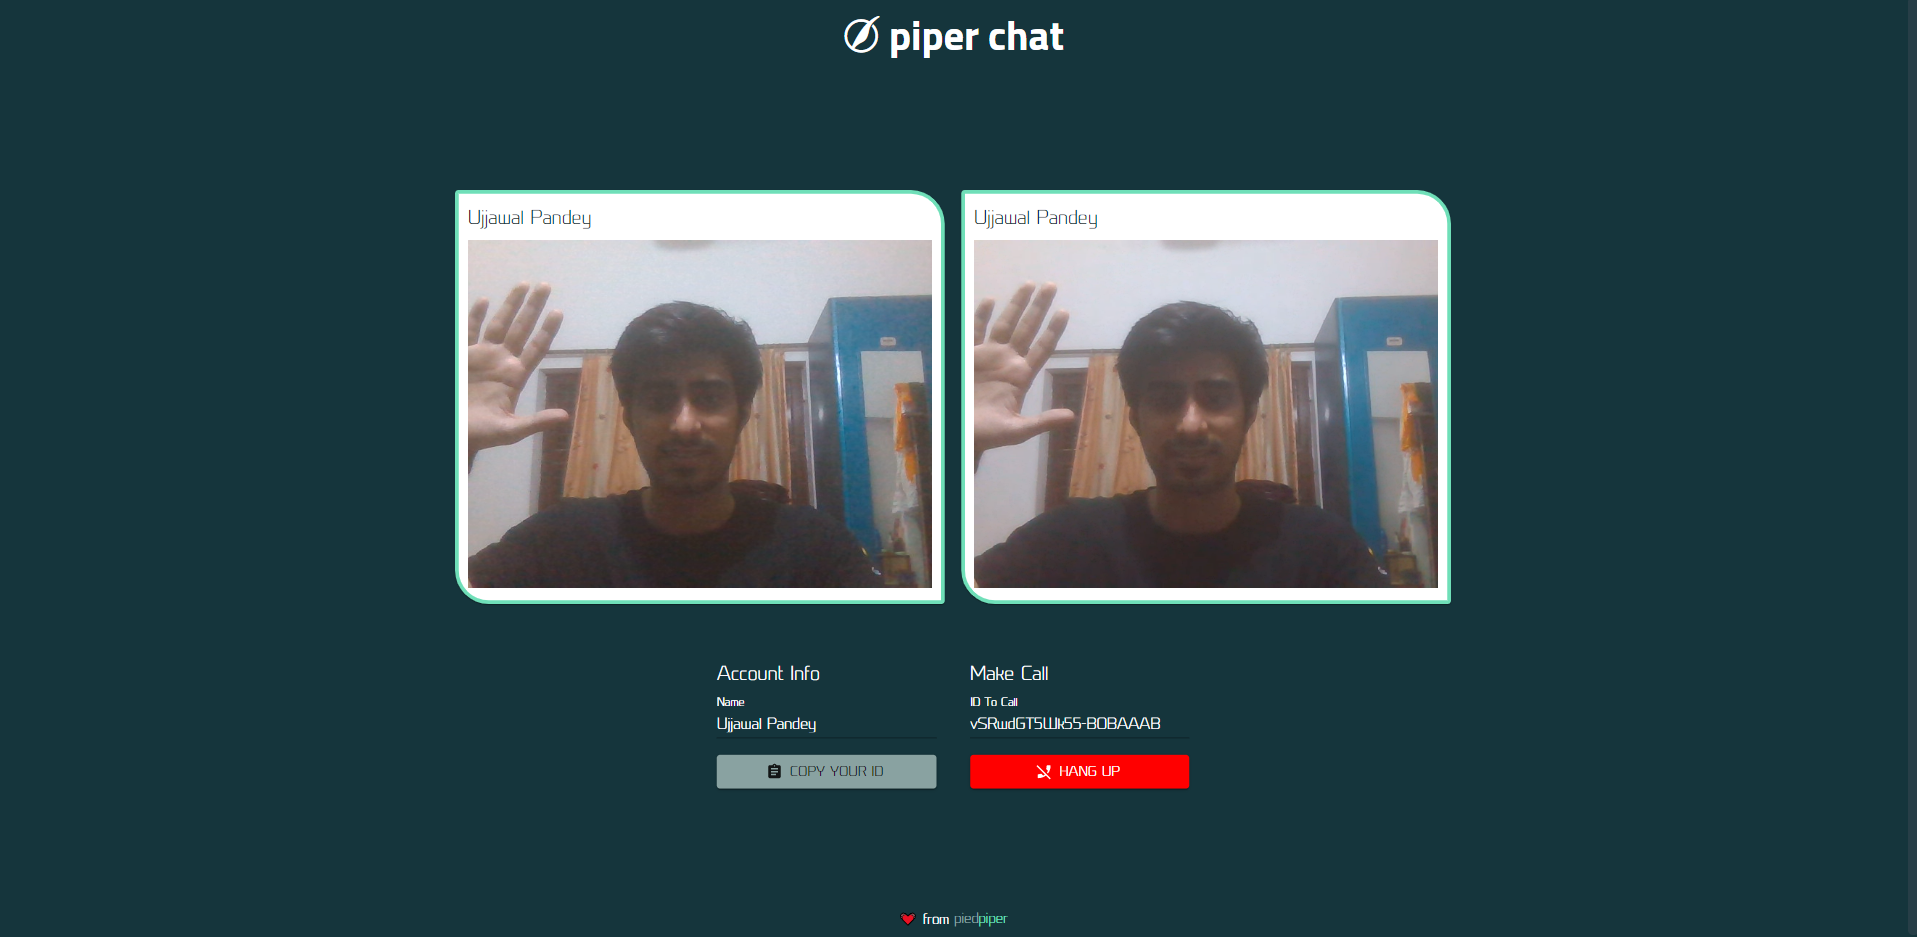 piper chat
Ujjawal Pandey
Ujjawal Pandey
Account Info
Name
Ujjawal Pandey
COPY YOUR ID
Make Call
ID To Call
vSRwdGT5Wk55-BOBAAAB
HANG UP
from piedpiper